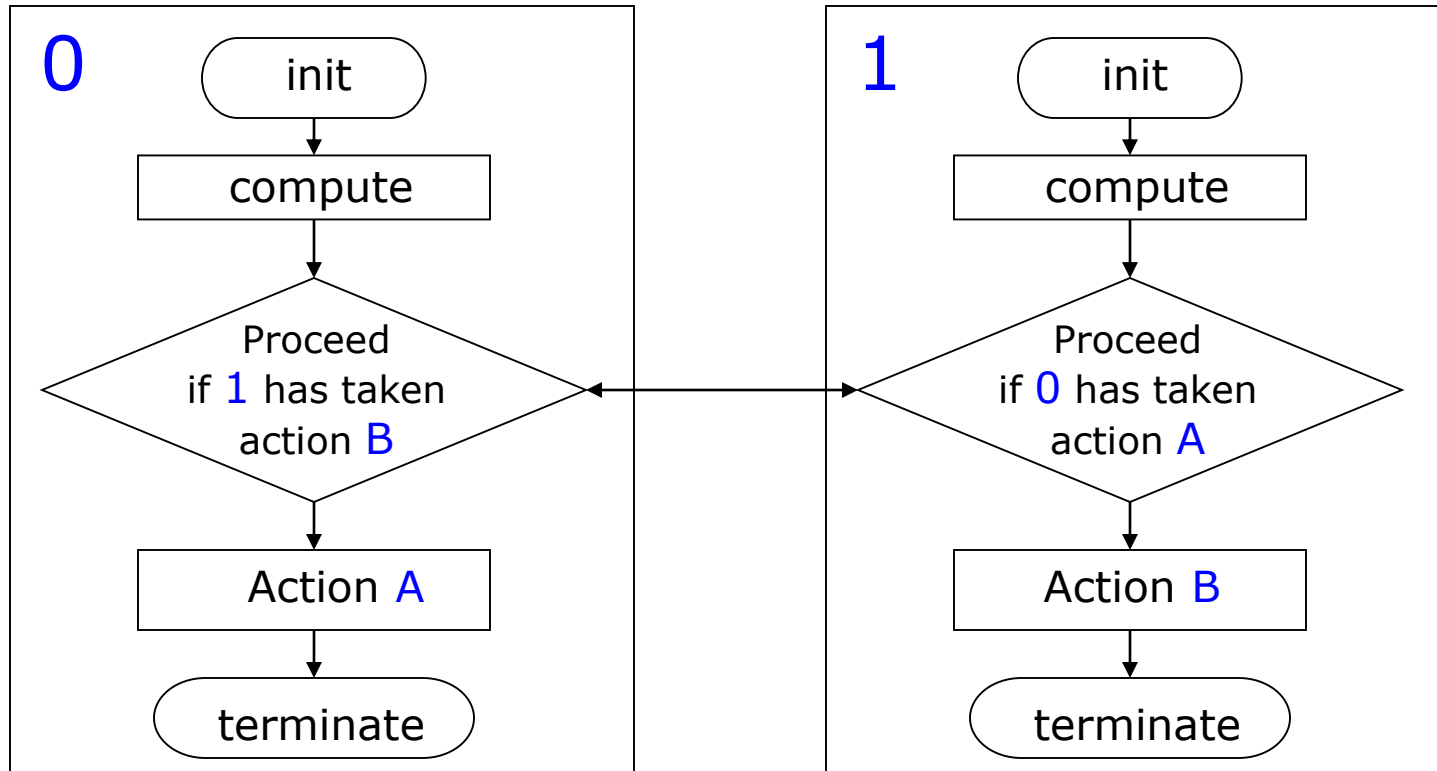 0
init
compute
Proceed
if 1 has taken
action B
Action A
terminate
1
init
compute
Proceed
if 0 has taken
action A
Action B
terminate